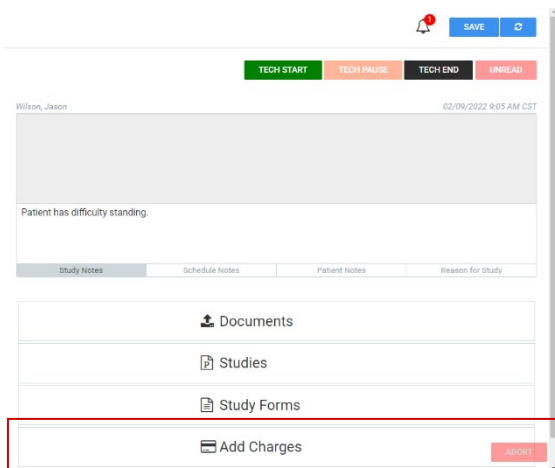 1
SAVE
TECH START TECH PAUSE TECH END UNREAD
Wilson, Jason 02/09/2022 9:05 AM CST
Patient has difficulty standing.
Study Notes Schedule Notes Patient Notes Reason for Study
Documents
Studies
Study Forms
Add Charges
ABORT